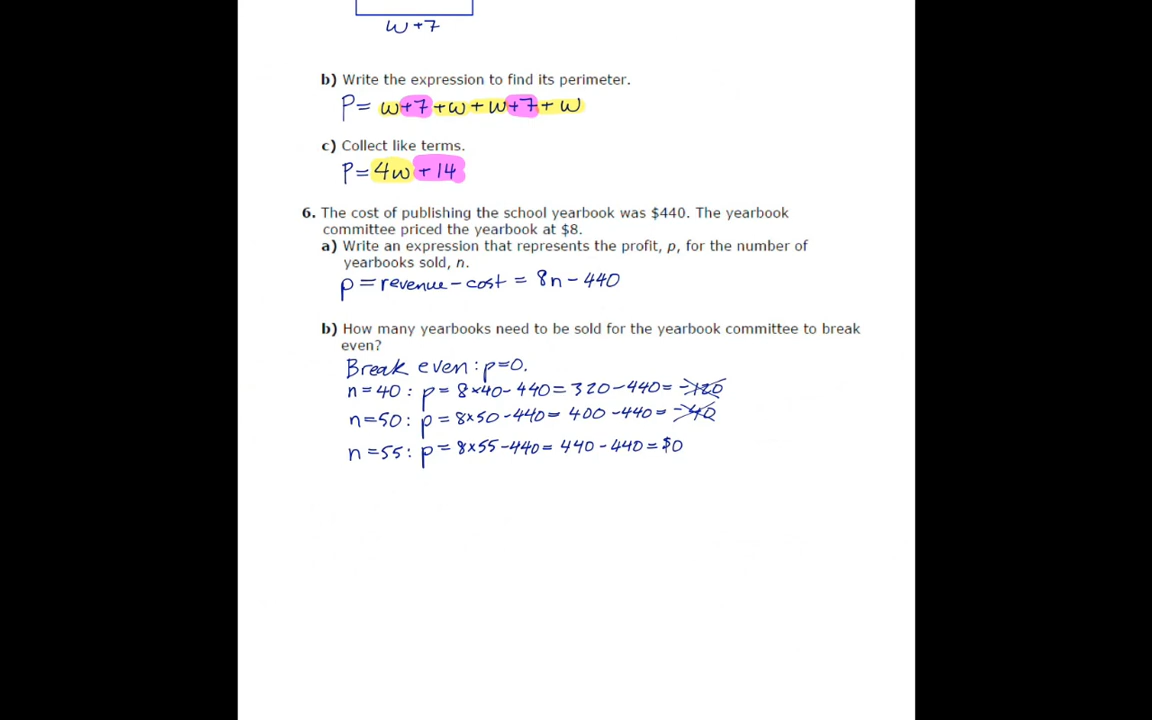 w+7
b) Write the expression to find its perimeter.
P= w+7+w+w+7+w
c) Collect like terms.
P=4w+14
6. The cost of publishing the school yearbook was $440. The yearbook
committee priced the yearbook at $8.
a) Write an expression that represents the profit, p, for the number of
yearbooks sold, n.
p=revenue-cost = 8n-440
b) How many yearbooks need to be sold for the yearbook committee to break
even?
Break even: p=0.
n=40: p= 8×40-440=320-440=-120
n=50: p=8×50-440= 400-440=-40
n=55: p= 8×55-440= 440-440=$0